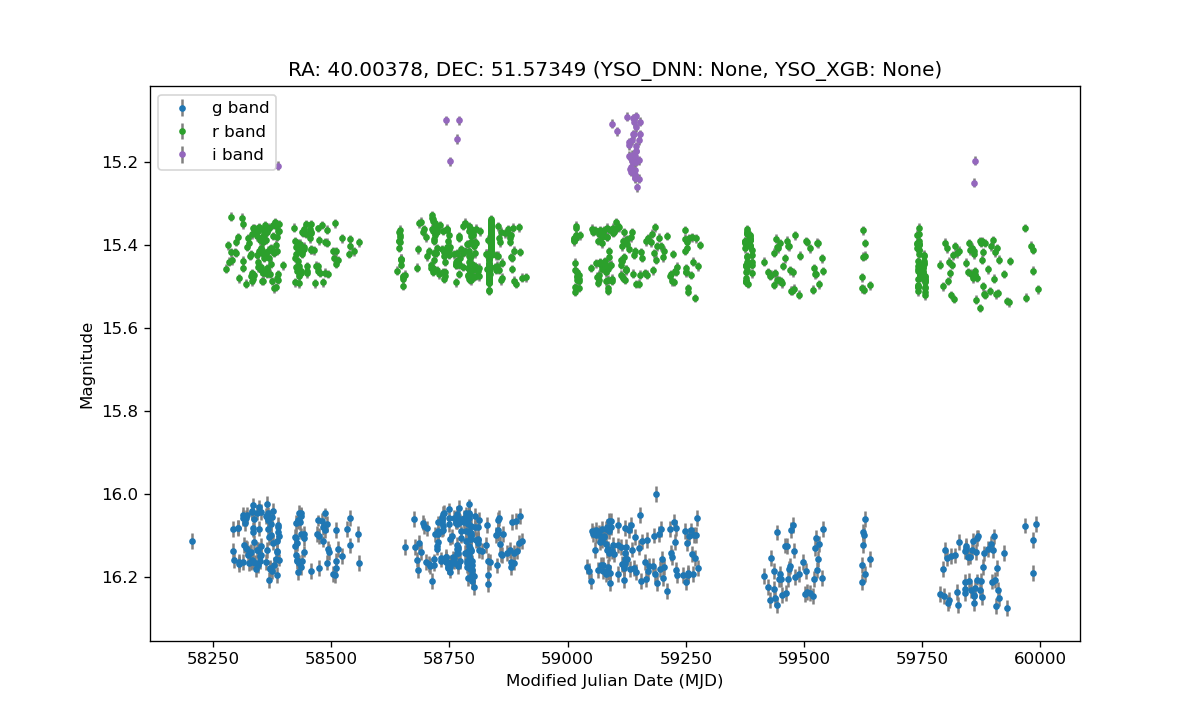 RA: 40.00378, DEC: 51.57349 (YSO_DNN: None, YSO_XGB: None)
g band
r band
i band
15.2
15.4
15.6
15.8
16.0
16.2
Magnitude
58250 58500 58750 59000 59250 59500 59750 60000
Modified Julian Date (MJD)